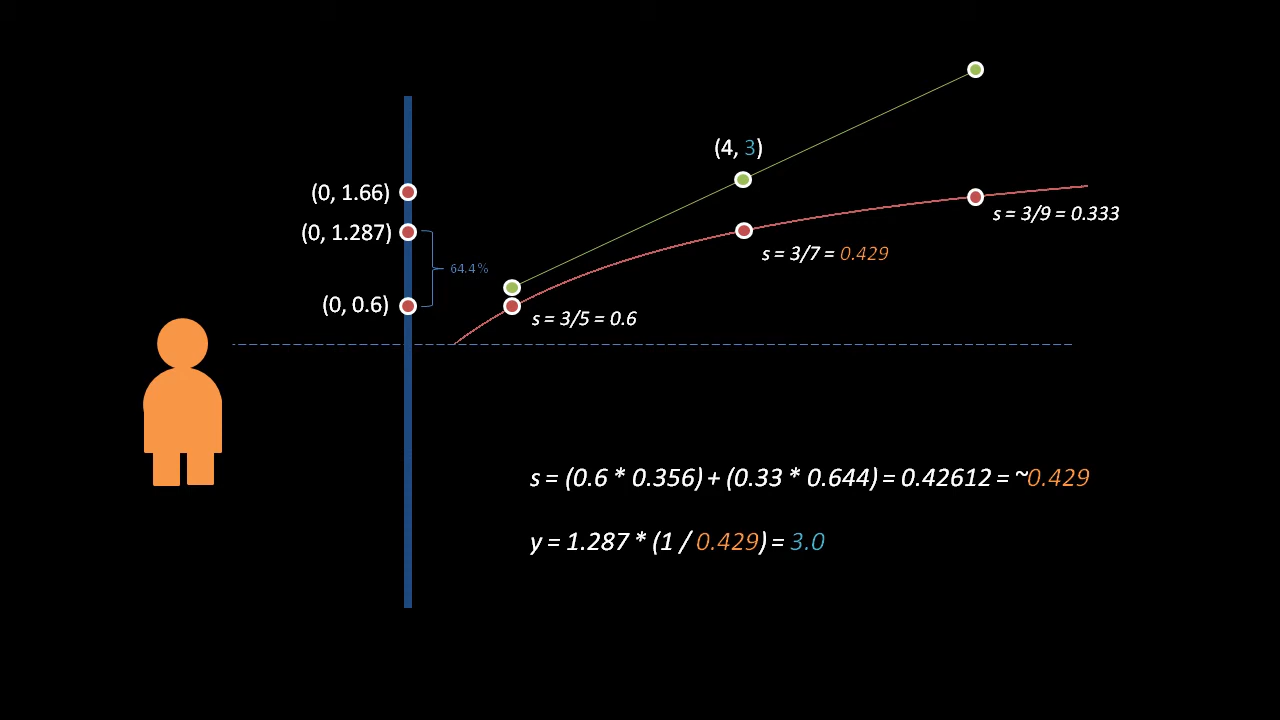 (4, 3)
(0, 1.66)
s = 3/9 = 0.333
(0, 1.287)
s = 3/7 = 0.429
64.4%
(0, 0.6)
s = 3/5 = 0.6
s = (0.6 * 0.356) + (0.33 * 0.644) = 0.42612 = ~0.429
y = 1.287 * (1 / 0.429) = 3.0